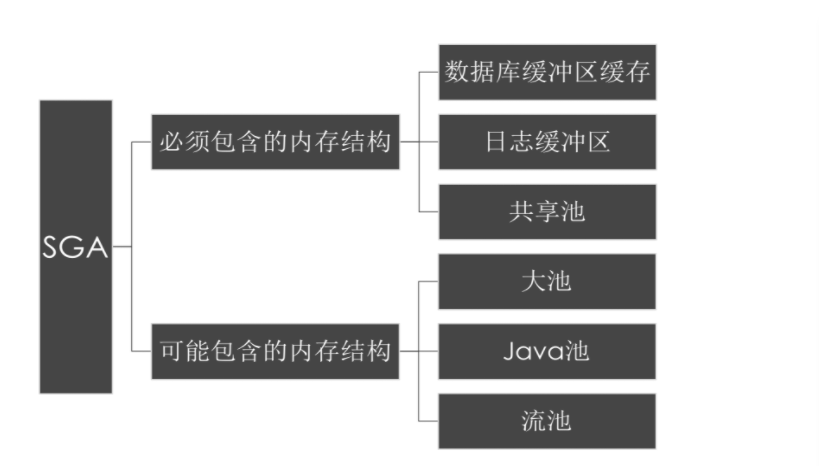 SGA
必须包含的内存结构
数据库缓冲区缓存
日志缓冲区
共享池
可能包含的内存结构
大池
Java池
流池